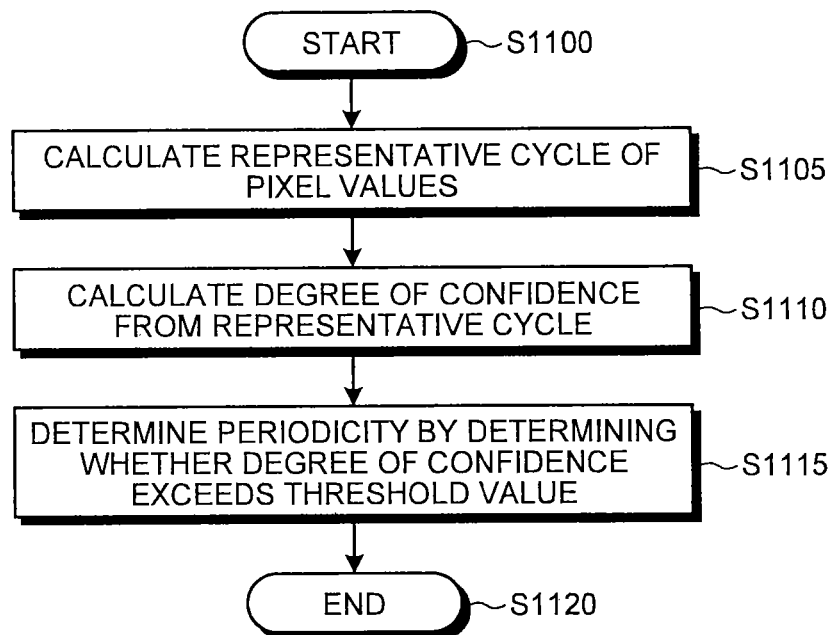 START
S1100
CALCULATE REPRESENTATIVE CYCLE OF
PIXEL VALUES
S1105
CALCULATE DEGREE OF CONFIDENCE
FROM REPRESENTATIVE CYCLE
S1110
DETERMINE PERIODICITY BY DETERMINING
WHETHER DEGREE OF CONFIDENCE
EXCEEDS THRESHOLD VALUE
S1115
END
S1120